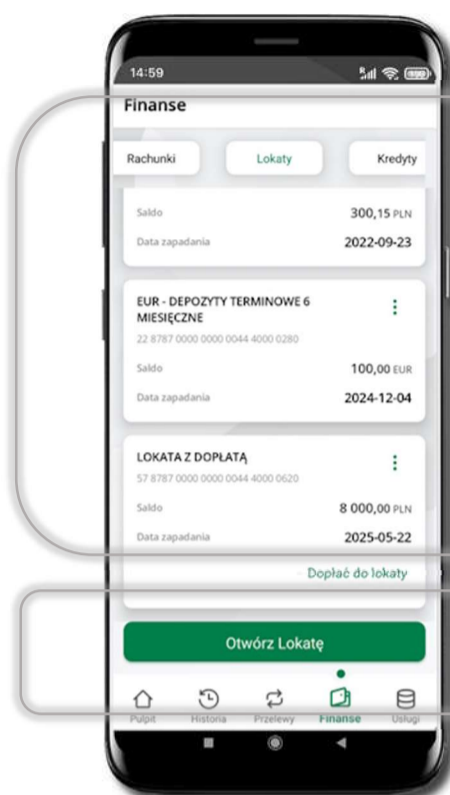 14:59
Finanse
Rachunki Lokaty Kredyty
Saldo 300,15 PLN
Data zapadania 2022-09-23
EUR - DEPOZYTY TERMINOWE 6
MIESIĘCZNE
22 8787 0000 0000 0044 4000 0280
Saldo 100,00 EUR
Data zapadania 2024-12-04
LOKATA Z DOPŁATĄ
57 8787 0000 0000 0044 4000 0620
Saldo 8 000,00 PLN
Data zapadania 2025-05-22
Dopłać do lokaty
Otwórz Lokatę
Pulpit Historia Przelewy Finanse Usługi